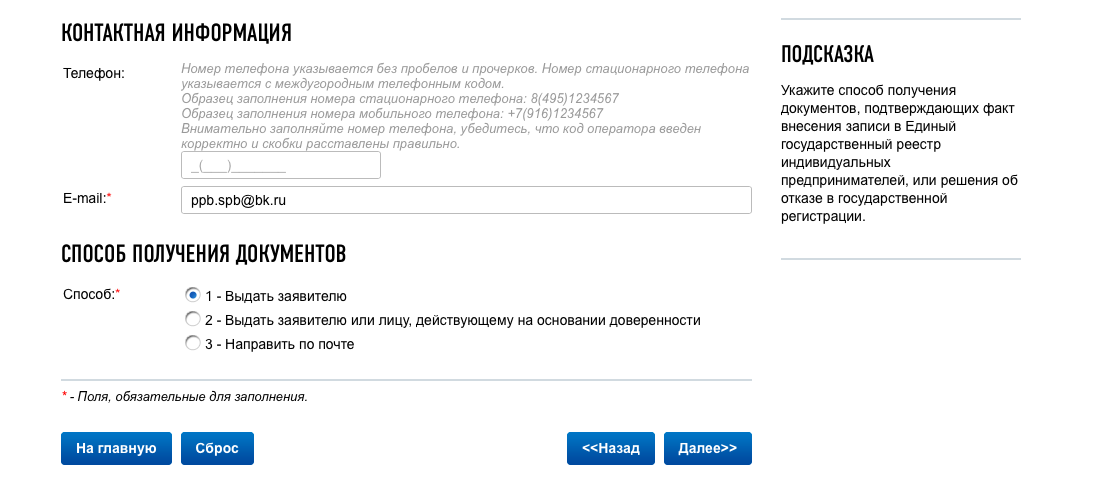 КОНТАКТНАЯ ИНФОРМАЦИЯ
Телефон:
Номер телефона указывается без пробелов и прочерков. Номер стационарного телефона
указывается с междугородным телефонным кодом.
Образец заполнения номера стационарного телефона: 8(495)1234567
Образец заполнения номера мобильного телефона: +7(916)1234567
Внимательно заполняйте номер телефона, убедитесь, что код оператора введен
корректно и скобки расставлены правильно.
_(___)_______
E-mail:*
ppb.spb@bk.ru
СПОСОБ ПОЛУЧЕНИЯ ДОКУМЕНТОВ
Способ:*
1 - Выдать заявителю
2 - Выдать заявителю или лицу, действующему на основании доверенности
3 - Направить по почте
* - Поля, обязательные для заполнения.
На главную
Сброс
<<Назад
Далее>>
ПОДСКАЗКА
Укажите способ получения
документов, подтверждающих факт
внесения записи в Единый
государственный реестр
индивидуальных
предпринимателей, или решения об
отказе в государственной
регистрации.